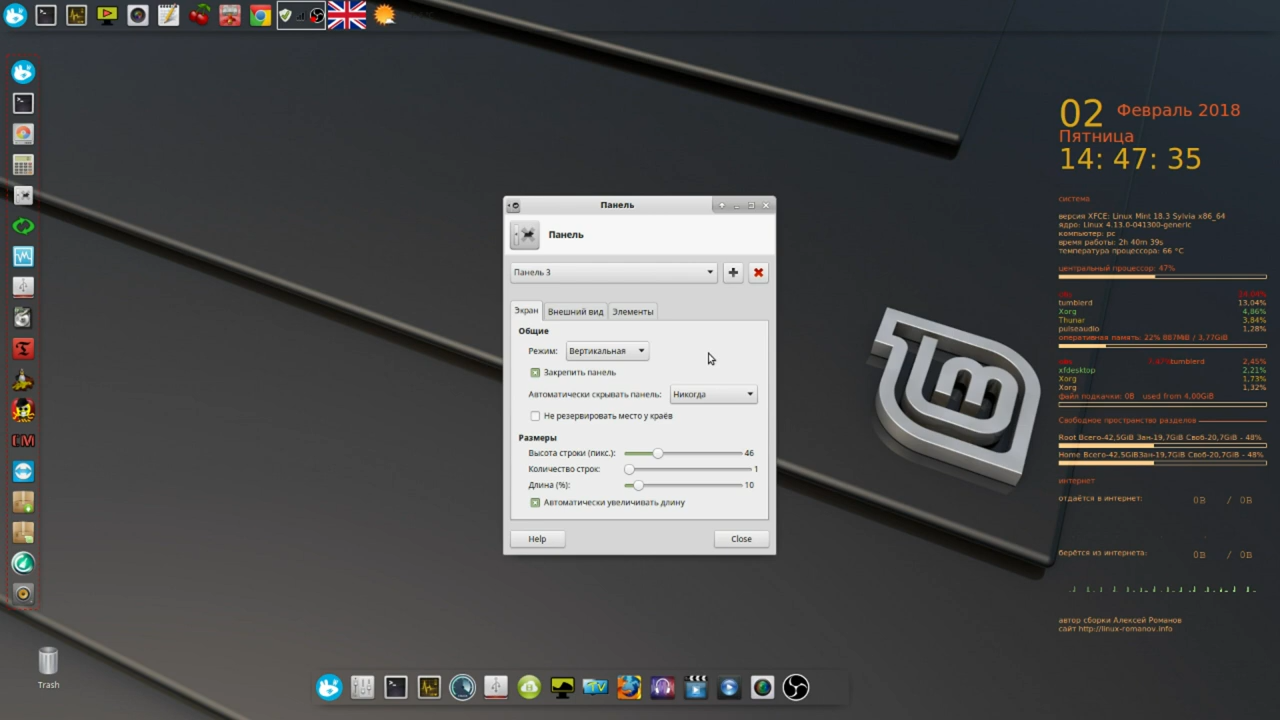 02 Февраль 2018
Пятница
14: 47: 35
система
версия XFCE: Linux Mint 18.3 Sylvia x86_64
ядро: Linux 4.13.0-041300-generic
компьютер: pc
время работы: 2h 40m 39s
температура процессора: 66 °C
центральный процессор: 47%
tumblerd 13,04%
Xorg 4,86%
Thunar 3,84%
pulseaudio 1,28%
оперативная память: 22% 887MiB / 3,77GiB
tumblerd 2,45%
xfdesktop 2,21%
Xorg 1,73%
Xorg 1,32%
файл подкачки: 0B used from 4,00GiB
Свободное пространство разделов
Root Всего-42,5GiB Зан-19,7GiB Своб-20,7GiB - 48%
Home Всего-42,5GiBЗан-19,7GiB Своб-20,7GiB - 48%
интернет
отдаётся в интернет: 0B / 0B
берётся из интернета: 0B / 0B
автор сборки Алексей Романов
сайт http://linux-romanov.info
Панель
Панель
Панель 3
Экран Внешний вид Элементы
Общие
Режим: Вертикальная
Закрепить панель
Автоматически скрывать панель: Никогда
Не резервировать место у краёв
Размеры
Высота строки (пикс.): 46
Количество строк: 1
Длина (%): 10
Автоматически увеличивать длину
Help Close
Trash
TV